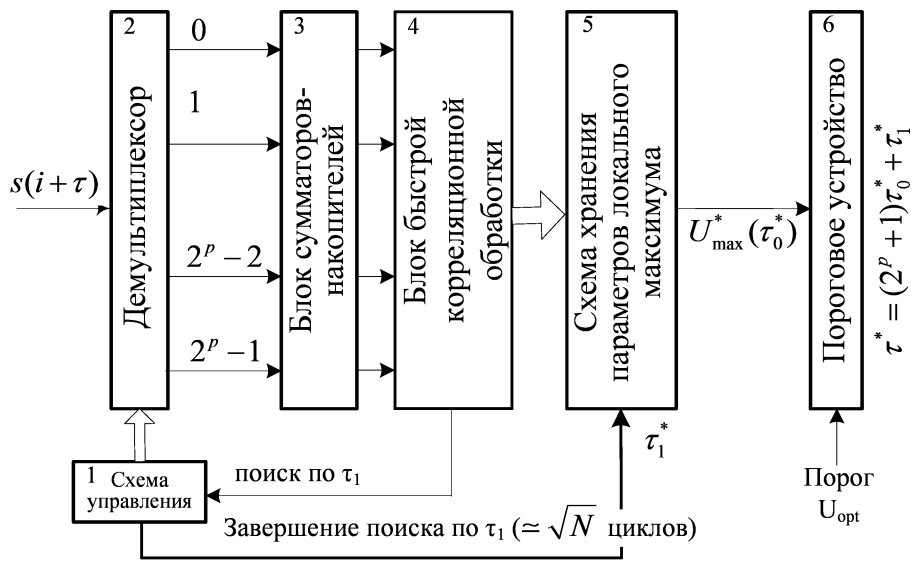 s(i+τ)
2
Демультиплексор
0
1
2^p − 2
2^p − 1
3
Блок сумматоров-
накопителей
4
Блок быстрой
корреляционной
обработки
5
Схема хранения
параметров локального
максимума
U*max(τ*0)
6
Пороговое устройство
τ* = (2^p + 1)τ*0 + τ*1
1
Схема
управления
поиск по τ1
τ*1
Порог
Uopt
Завершение поиска по τ1 (≃ √N циклов)